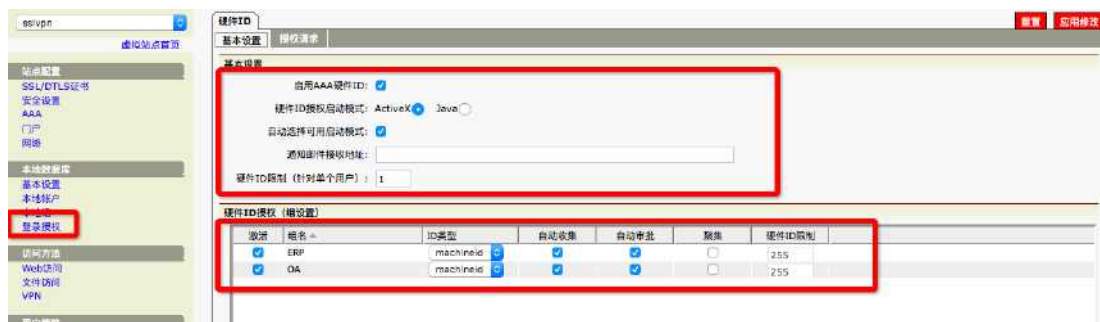 sslvpn
虚拟站点首页
站点配置
SSL/DTLS证书
安全设置
AAA
门户
网络
本地数据库
基本设置
本地账户
本地组
登录授权
访问方法
Web访问
文件访问
VPN
硬件ID
重置 应用修改
基本设置 授权请求
基本设置
启用AAA硬件ID:
硬件ID授权启动模式: ActiveX Java
自动选择可用启动模式:
通知邮件接收地址:
硬件ID限制（针对单个用户）: 1
硬件ID授权（组设置）
激活 组名 ID类型 自动收集 自动审批 聚集 硬件ID限制
ERP machineid 255
OA machineid 255